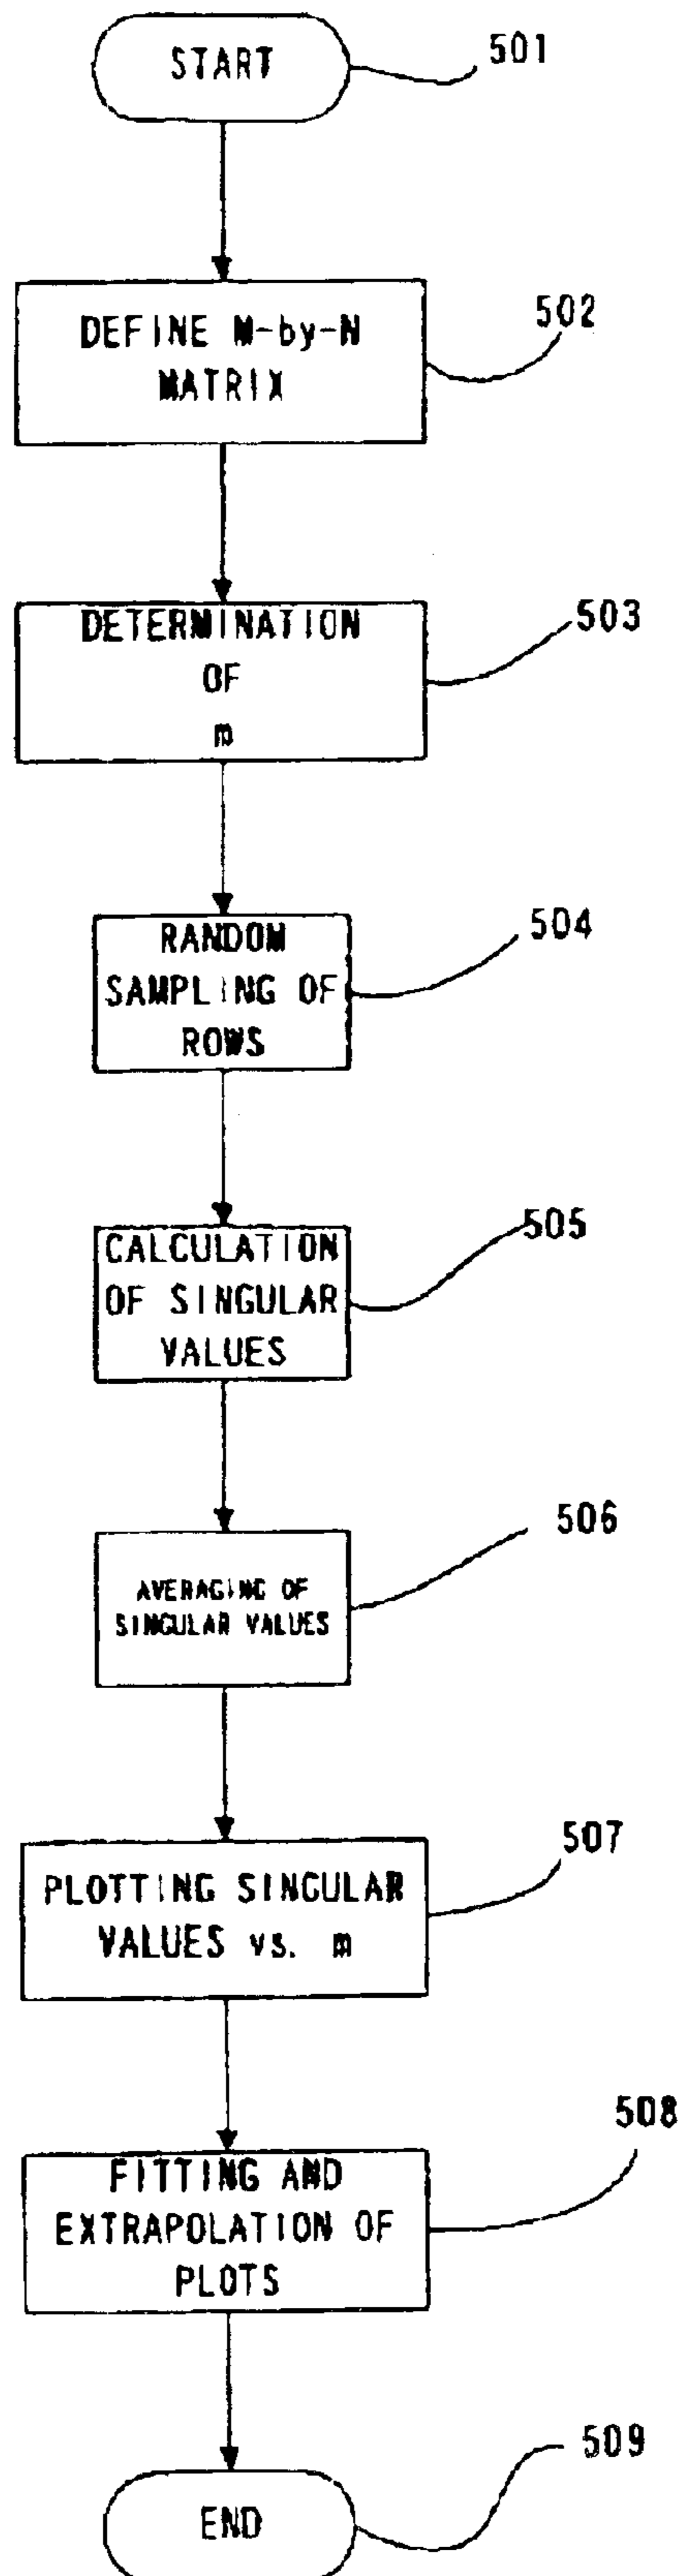 START
501
DEFINE M-by-N
MATRIX
502
DETERMINATION
OF
m
503
RANDOM
SAMPLING OF
ROWS
504
CALCULATION
OF SINGULAR
VALUES
505
AVERAGING OF
SINGULAR VALUES
506
PLOTTING SINGULAR
VALUES vs. m
507
FITTING AND
EXTRAPOLATION OF
PLOTS
508
END
509